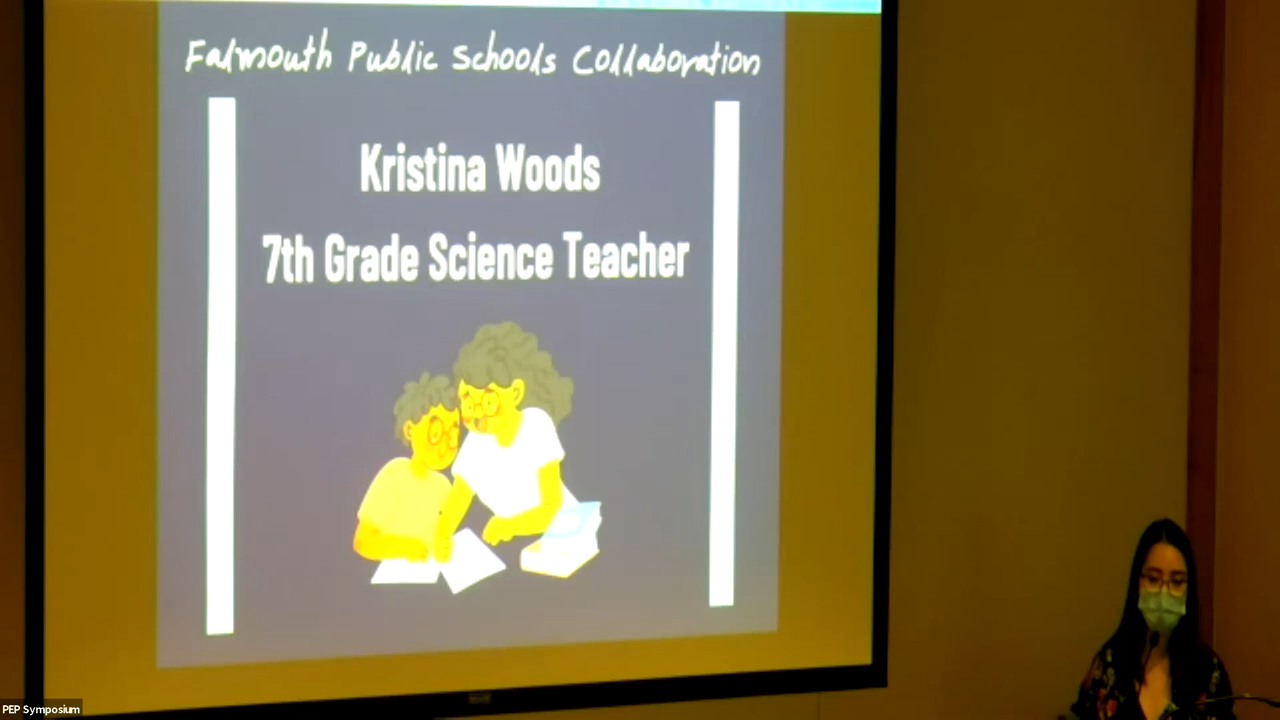 Falmouth Public Schools Collaboration
Kristina Woods
7th Grade Science Teacher
PEP Symposium